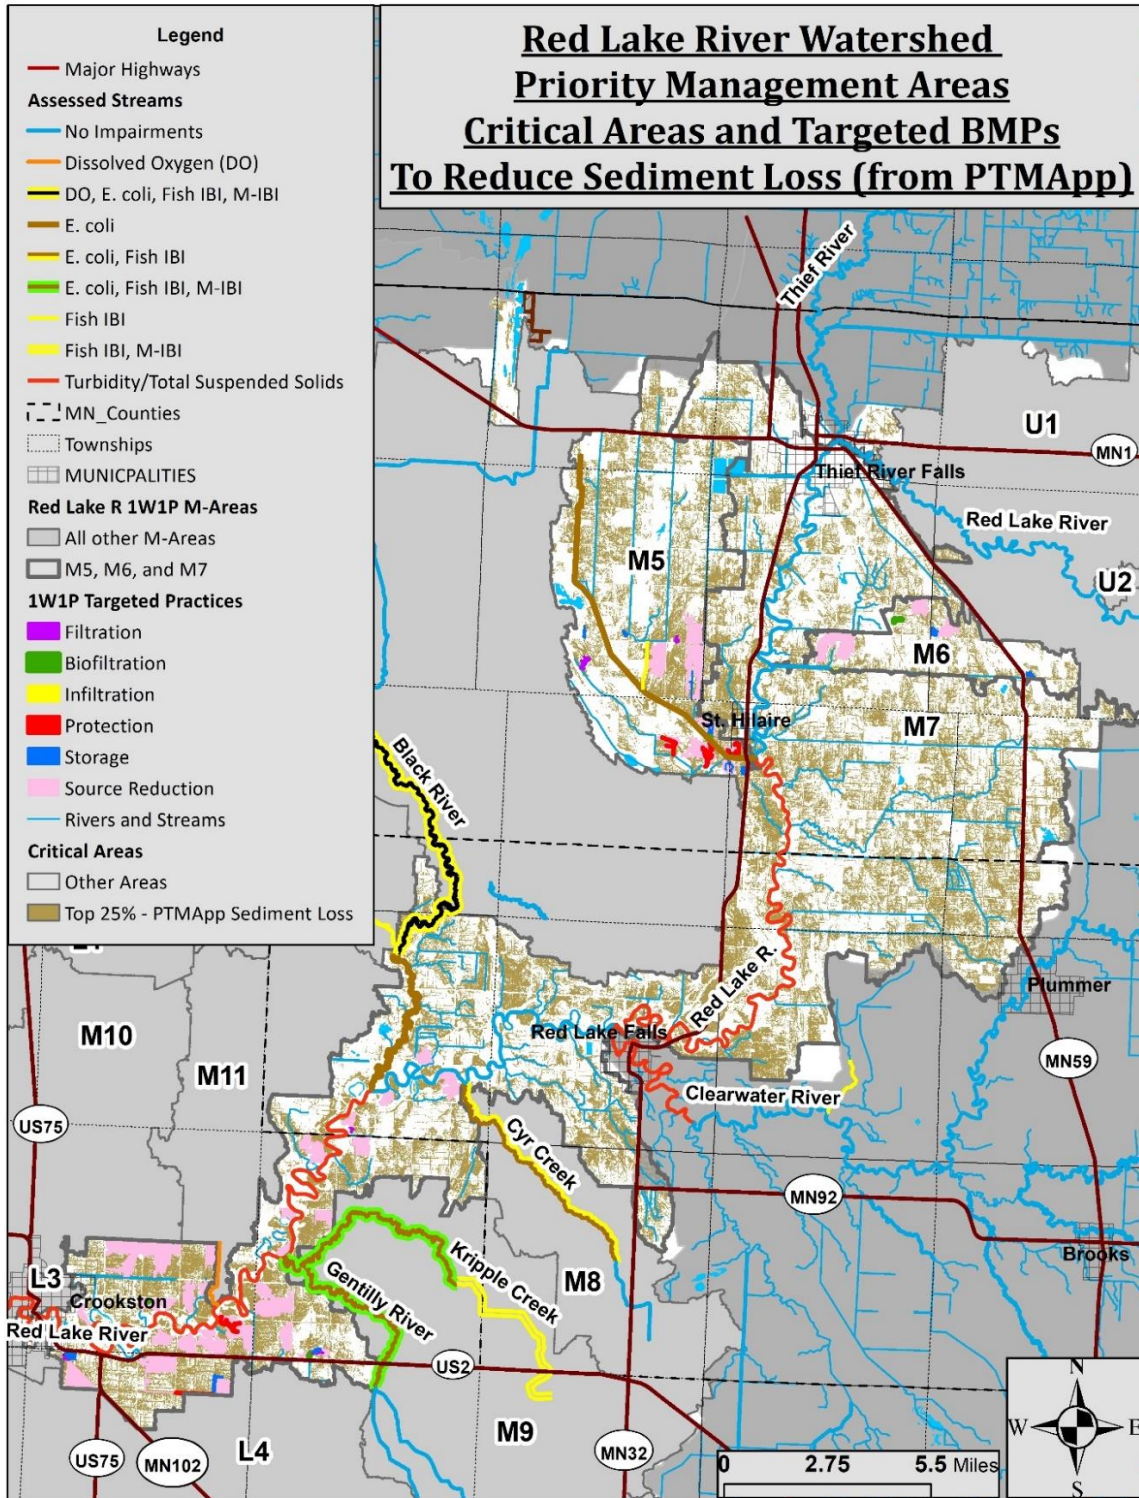 Red Lake River Watershed
Priority Management Areas
Critical Areas and Targeted BMPs
To Reduce Sediment Loss (from PTMApp)
Legend
Major Highways
Assessed Streams
No Impairments
Dissolved Oxygen (DO)
DO, E. coli, Fish IBI, M-IBI
E. coli
E. coli, Fish IBI
E. coli, Fish IBI, M-IBI
Fish IBI
Fish IBI, M-IBI
Turbidity/Total Suspended Solids
MN_Counties
Townships
MUNICPALITIES
Red Lake R 1W1P M-Areas
All other M-Areas
M5, M6, and M7
1W1P Targeted Practices
Filtration
Biofiltration
Infiltration
Protection
Storage
Source Reduction
Rivers and Streams
Critical Areas
Other Areas
Top 25% - PTMApp Sediment Loss
Thief River
U1
MN1
Thief River Falls
Red Lake River
M5
U2
M6
St. Hilaire
M7
Black River
Red Lake R.
Plummer
M10
Red Lake Falls
M11
MN59
Clearwater River
US75
Cyr Creek
MN92
Brooks
Kripple Creek
M8
L3
Gentilly River
Crookston
Red Lake River
US2
M9
L4
US75
MN102
MN32
N
W
E
S
0 2.75 5.5 Miles